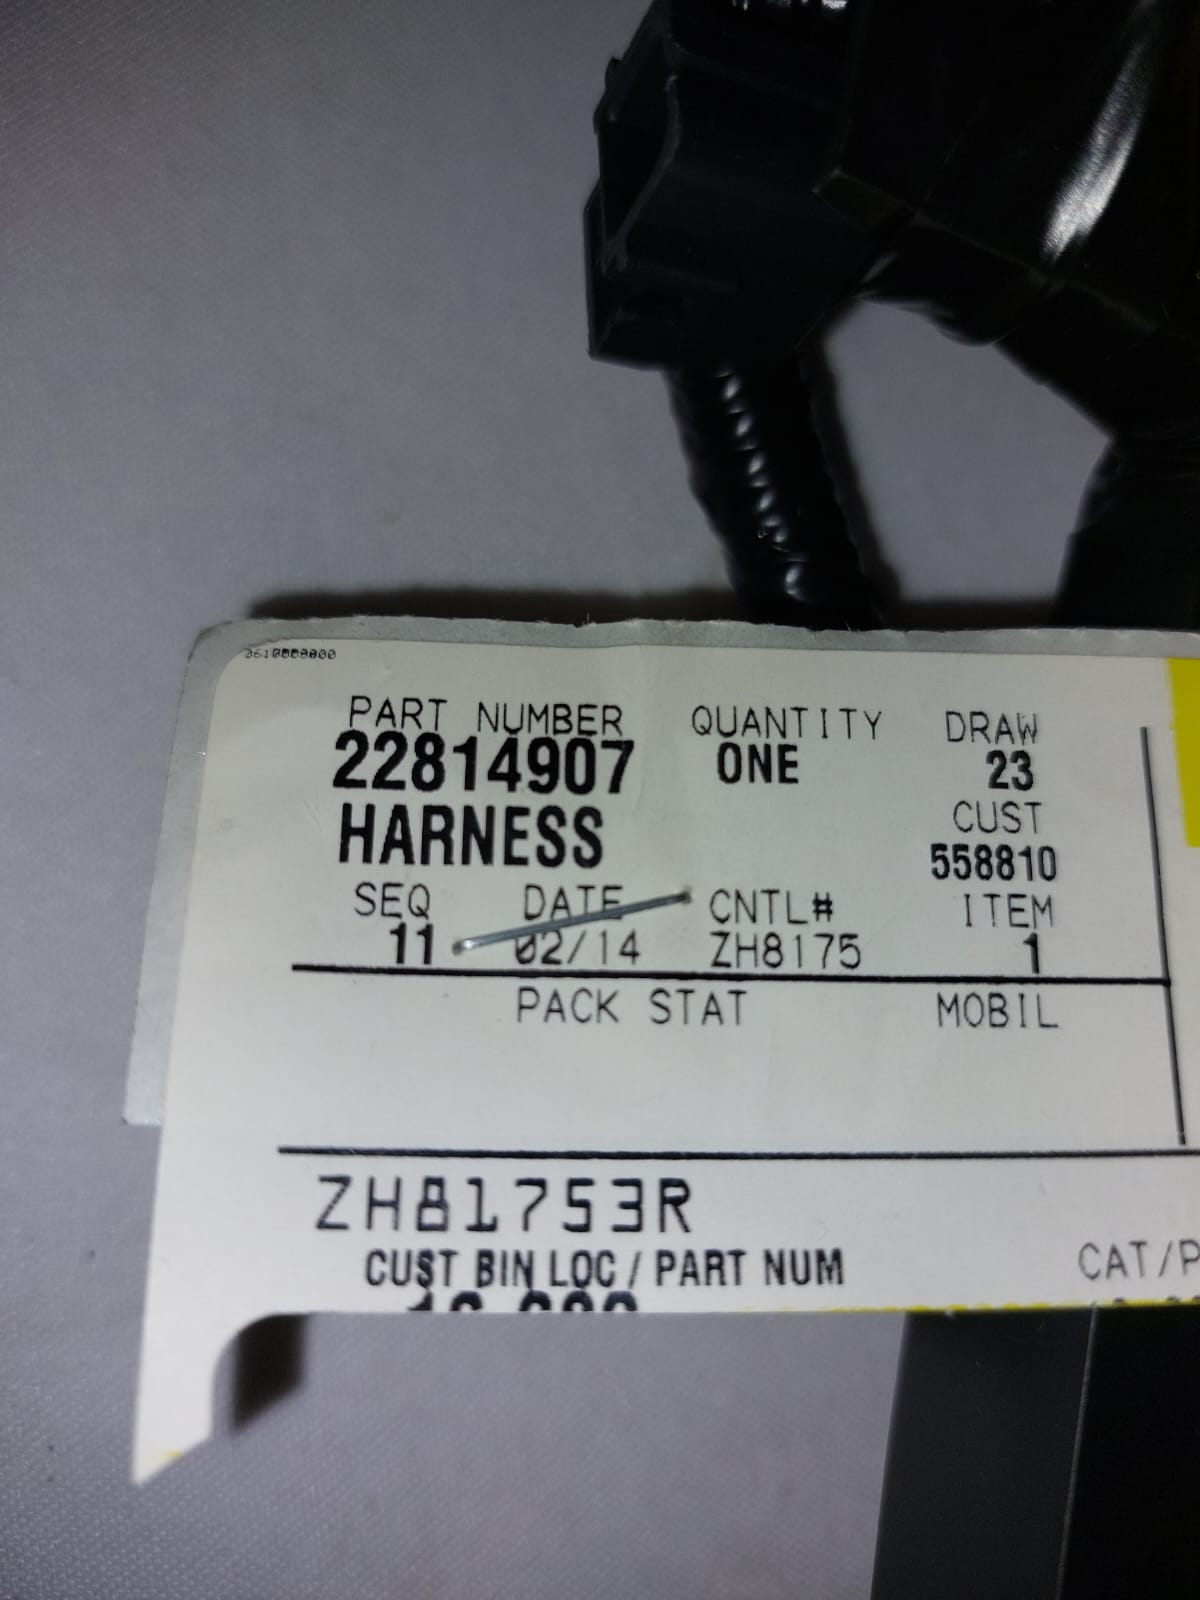 PART NUMBER QUANTITY DRAW
22814907 ONE 23
HARNESS CUST
558810
SEQ DATE CNTL# ITEM
11 02/14 ZH8175 1
PACK STAT MOBIL
ZH81753R
CUST BIN LOC / PART NUM CAT/P